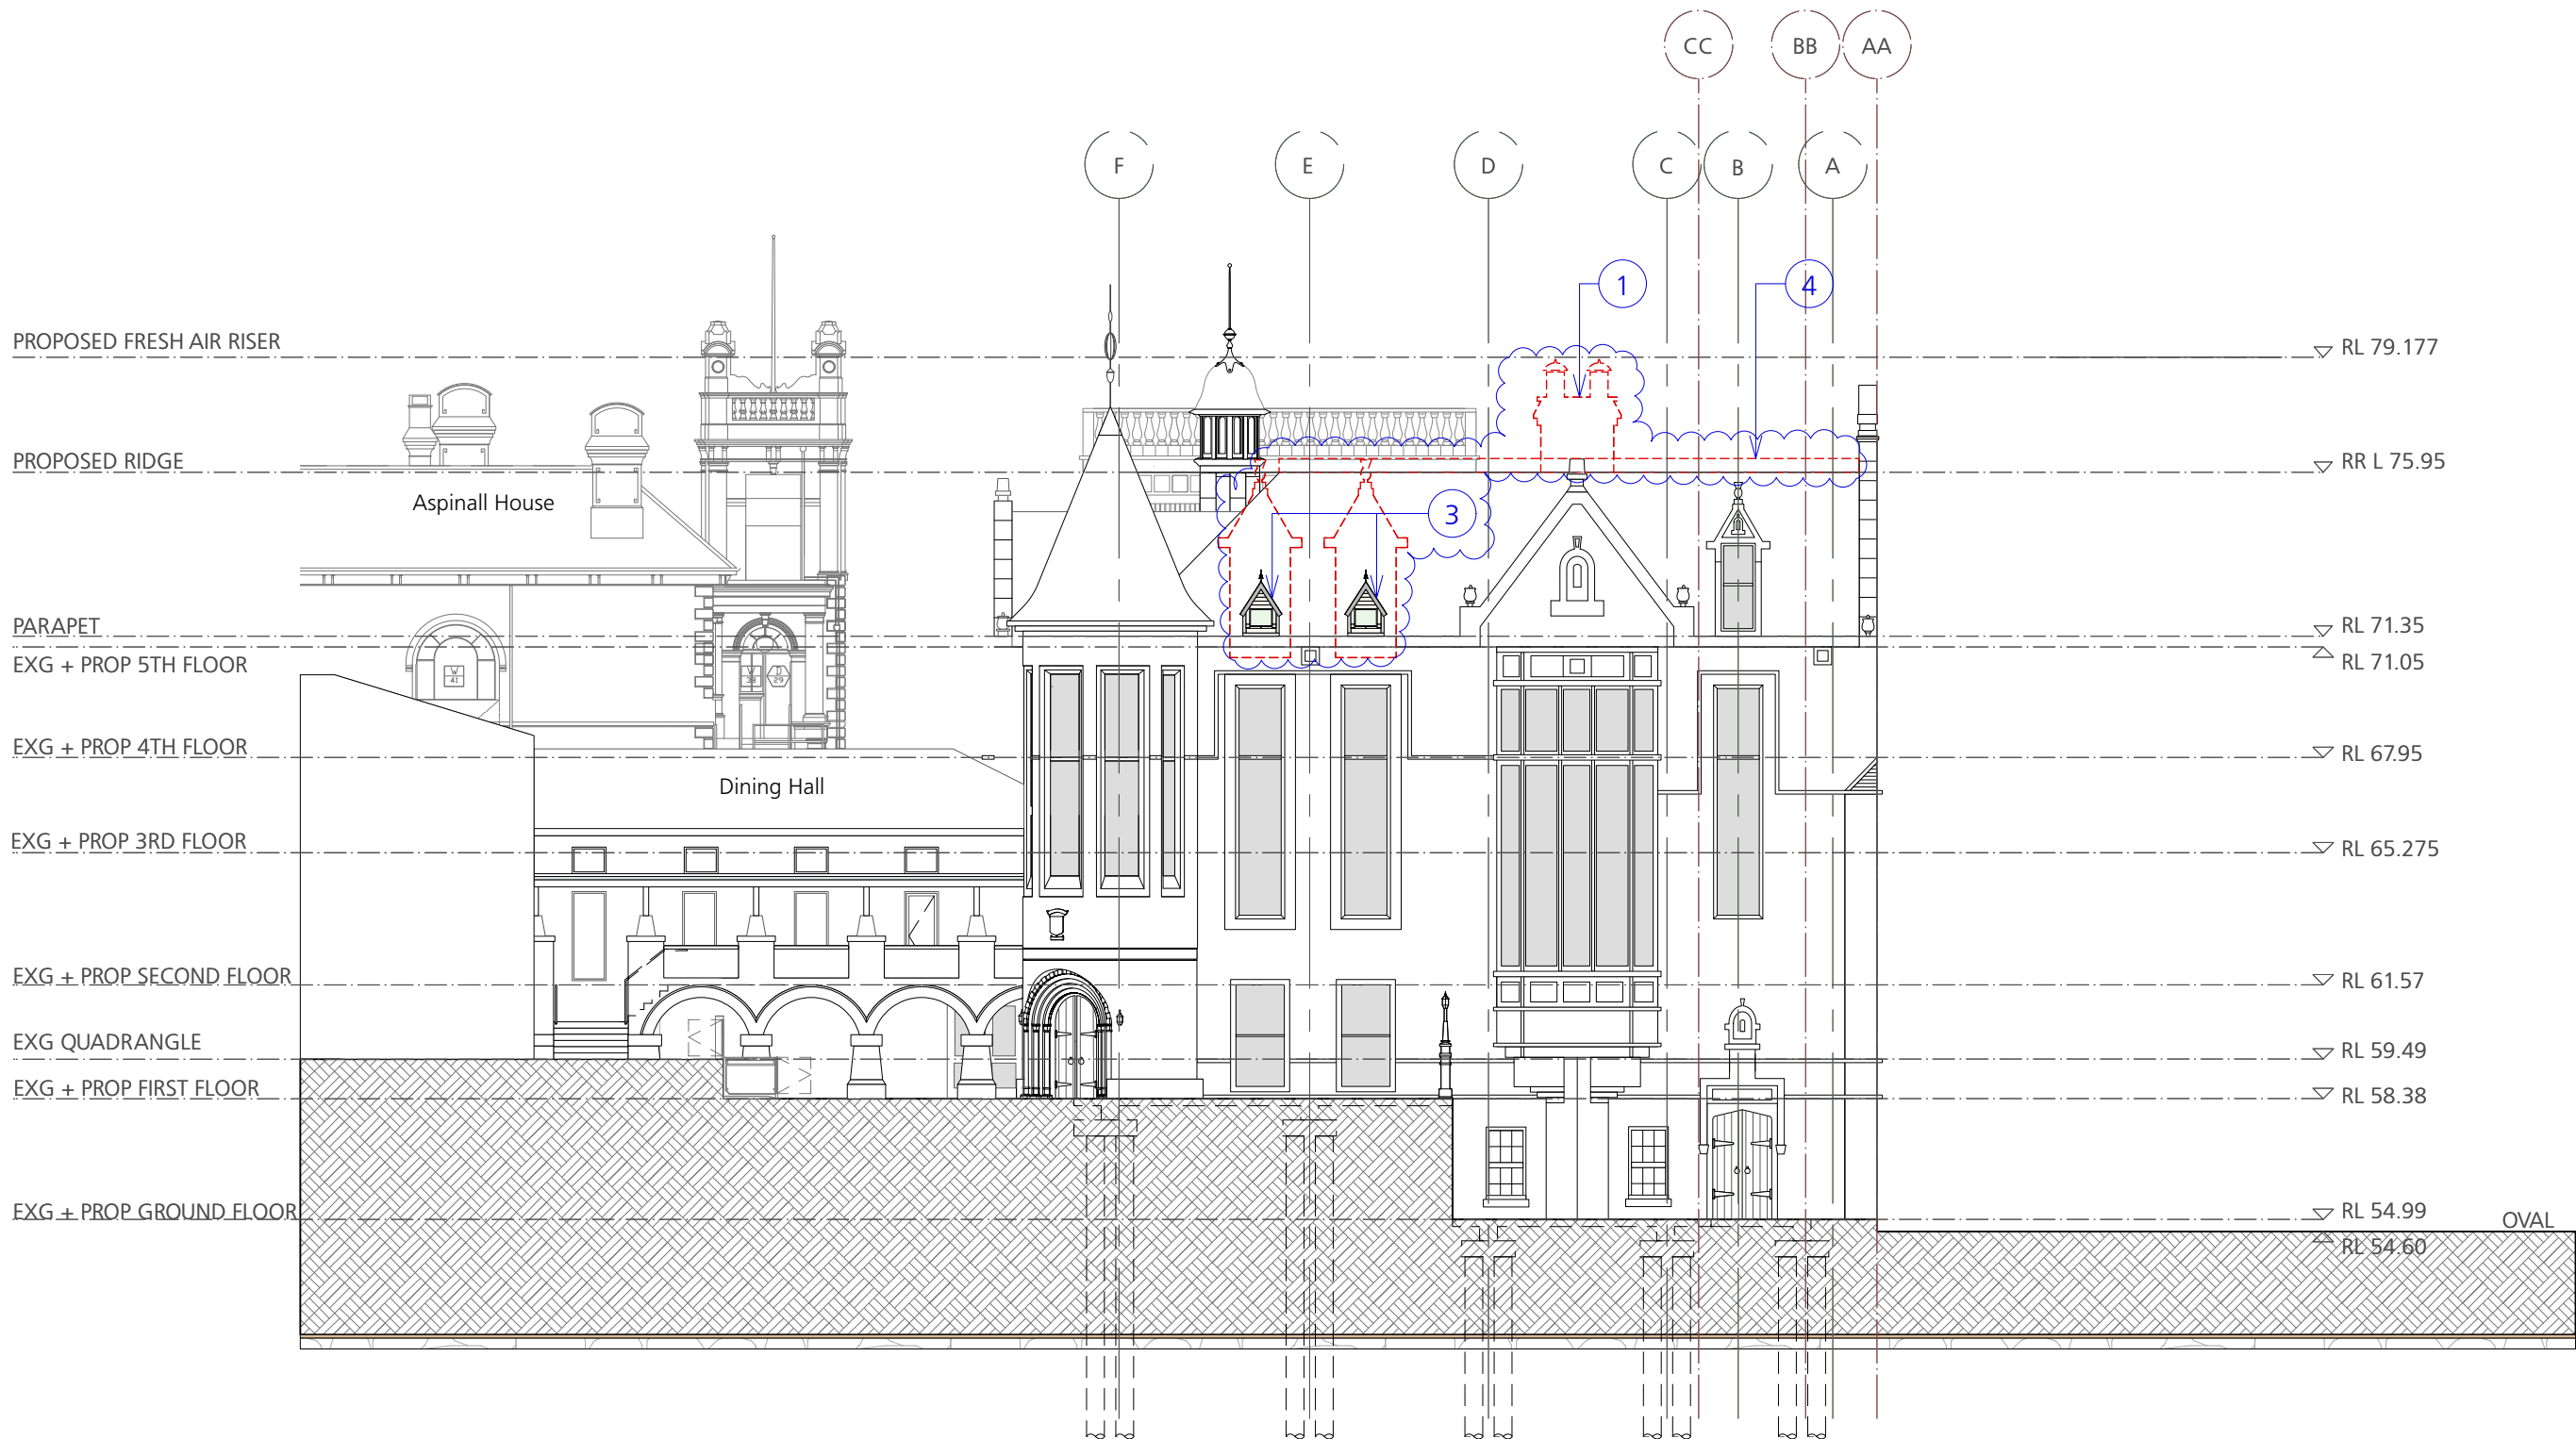 CC BB AA
F E D C B A
1 4
PROPOSED FRESH AIR RISER RL 79.177
PROPOSED RIDGE RR L 75.95
Aspinall House
3
PARAPET RL 71.35
EXG + PROP 5TH FLOOR RL 71.05
W 41
W 38
D 29
EXG + PROP 4TH FLOOR RL 67.95
Dining Hall
EXG + PROP 3RD FLOOR RL 65.275
EXG + PROP SECOND FLOOR RL 61.57
EXG QUADRANGLE RL 59.49
EXG + PROP FIRST FLOOR RL 58.38
EXG + PROP GROUND FLOOR RL 54.99
OVAL
RL 54.60